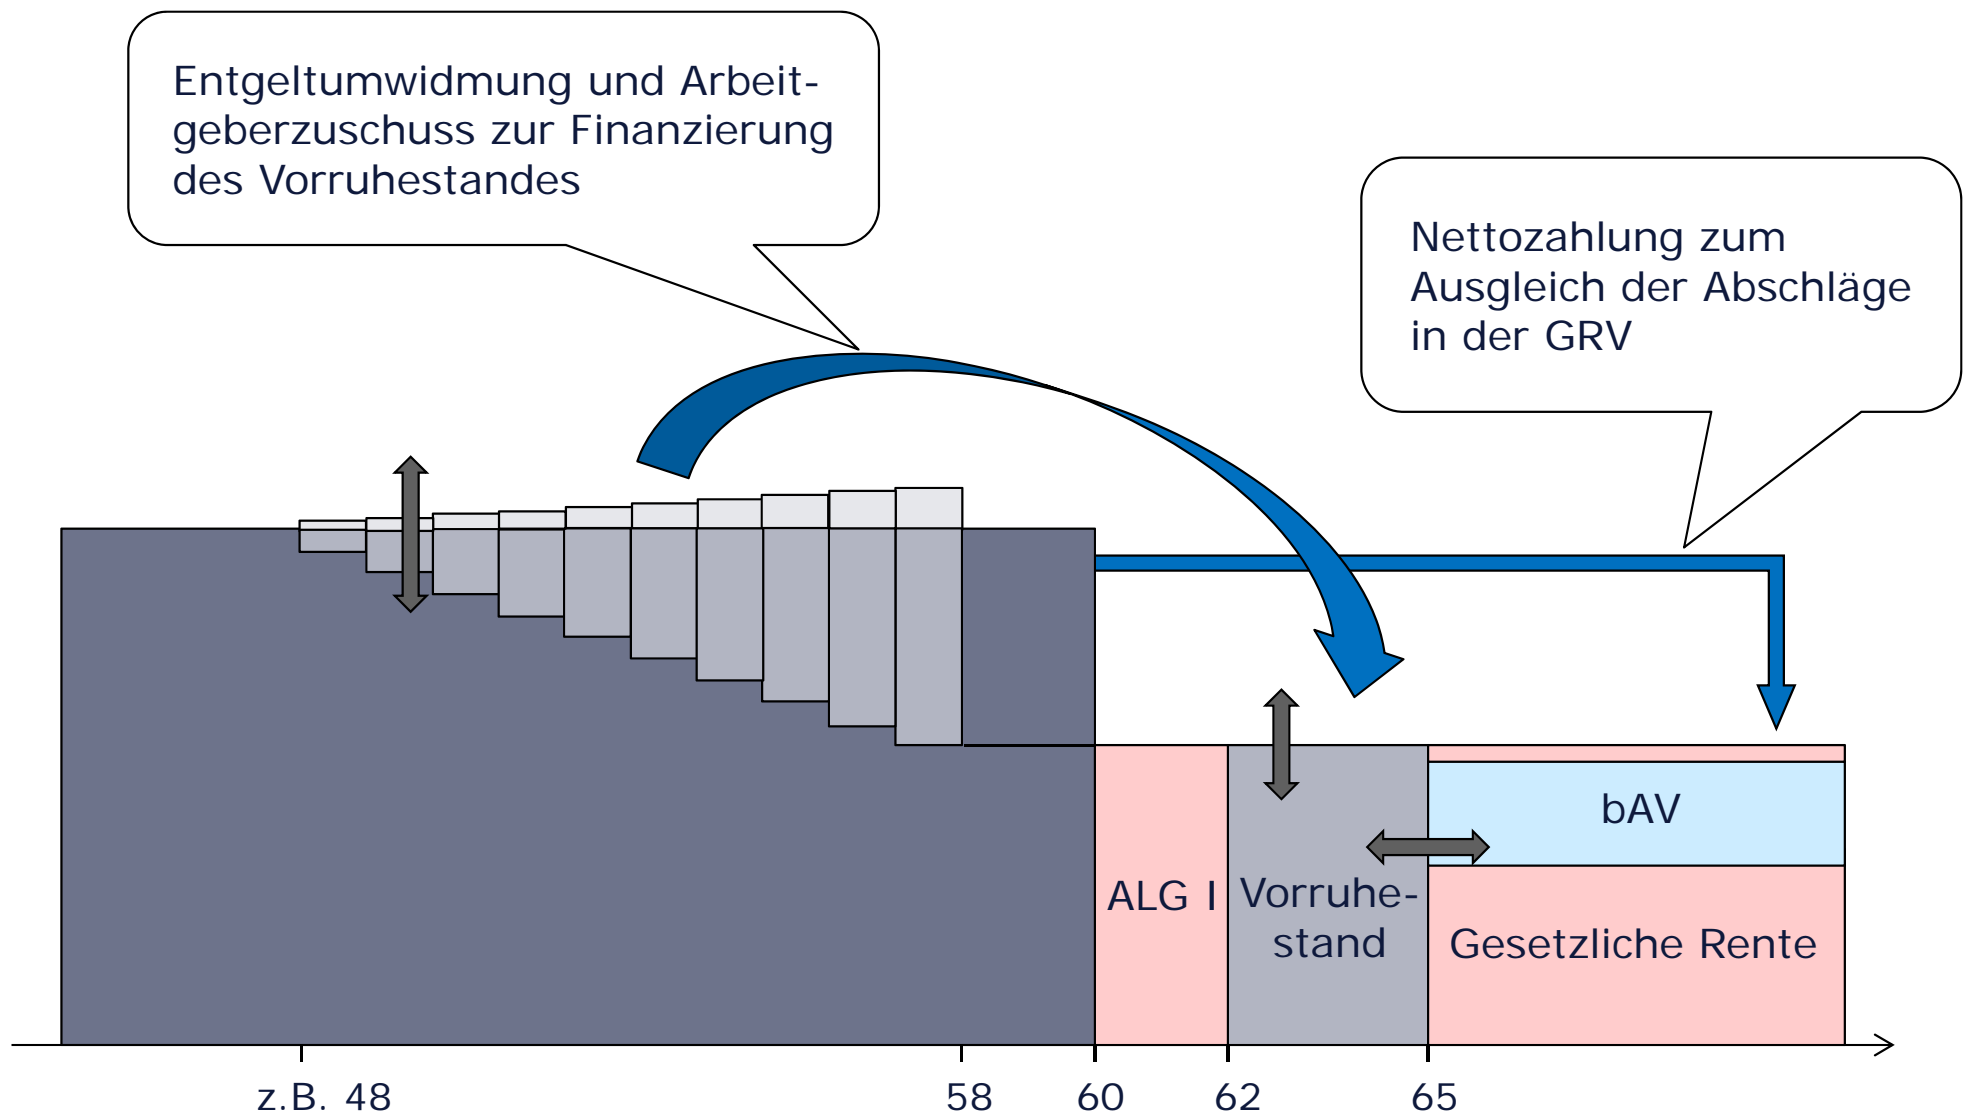 Entgeltumwidmung und Arbeit-
geberzuschuss zur Finanzierung
des Vorruhestandes
Nettozahlung zum
Ausgleich der Abschläge
in der GRV
bAV
ALG I
Vorruhe-
stand
Gesetzliche Rente
z.B. 48
58
60
62
65